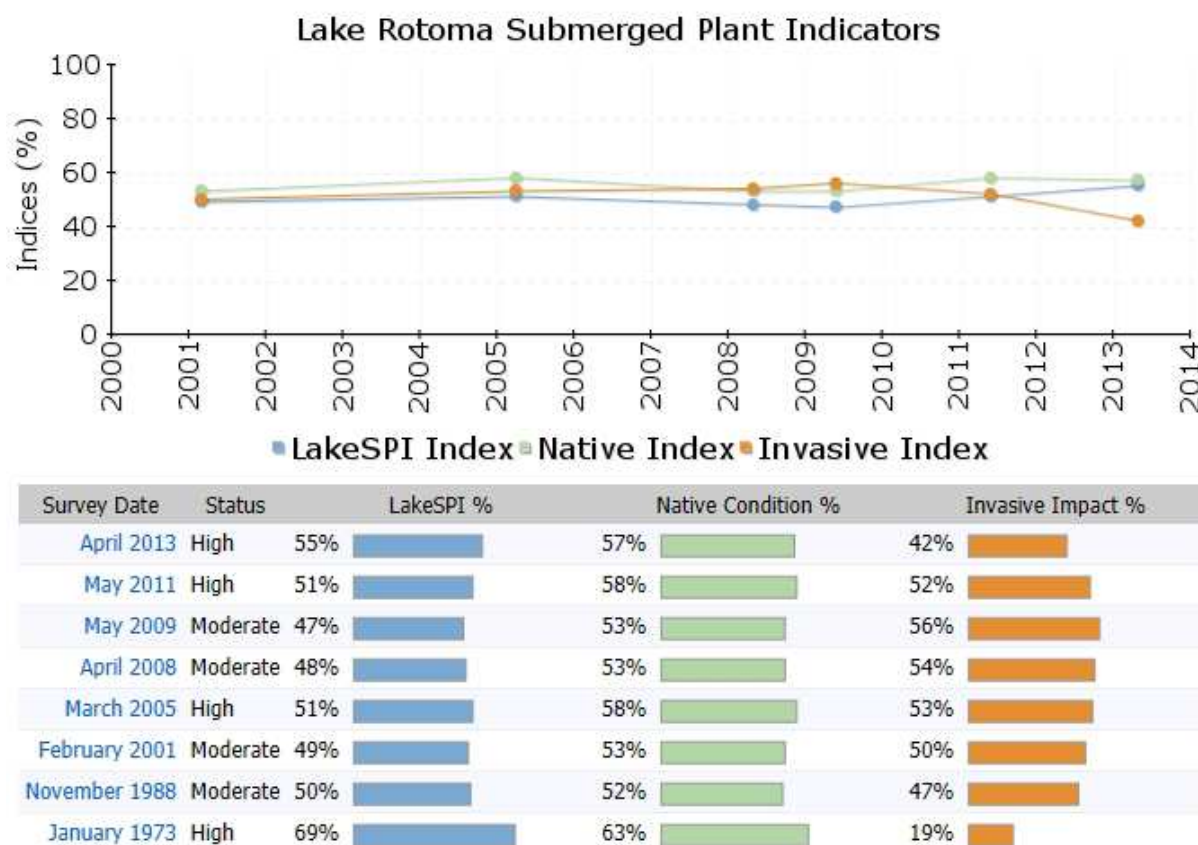 Lake Rotoma Submerged Plant Indicators
100
80
60
40
20
0
Indices (%)
2000 2001 2002 2003 2004 2005 2006 2007 2008 2009 2010 2011 2012 2013 2014
LakeSPI Index Native Index Invasive Index
Survey Date Status LakeSPI % Native Condition % Invasive Impact %
April 2013 High 55% 57% 42%
May 2011 High 51% 58% 52%
May 2009 Moderate 47% 53% 56%
April 2008 Moderate 48% 53% 54%
March 2005 High 51% 58% 53%
February 2001 Moderate 49% 53% 50%
November 1988 Moderate 50% 52% 47%
January 1973 High 69% 63% 19%